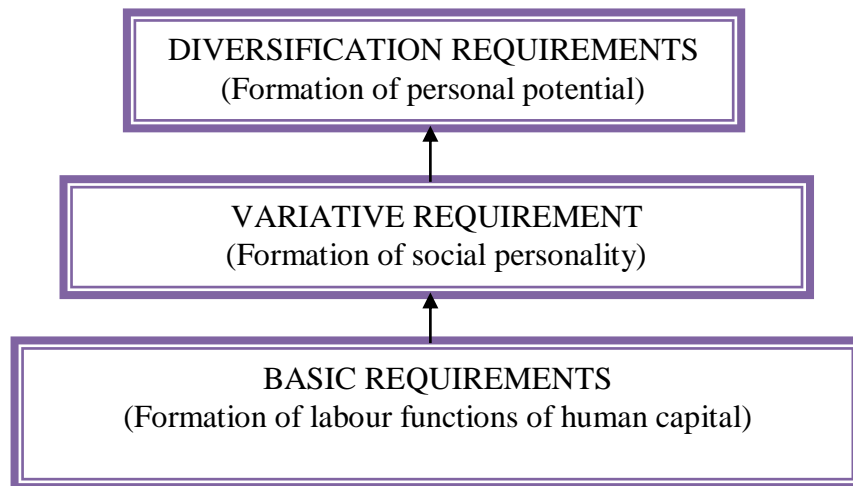 DIVERSIFICATION REQUIREMENTS
(Formation of personal potential)
VARIATIVE REQUIREMENT
(Formation of social personality)
BASIC REQUIREMENTS
(Formation of labour functions of human capital)